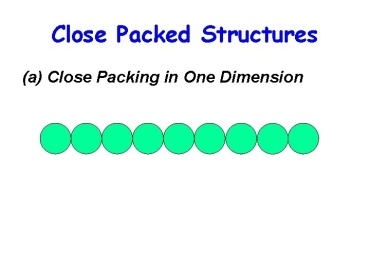 Close Packed Structures
(a) Close Packing in One Dimension